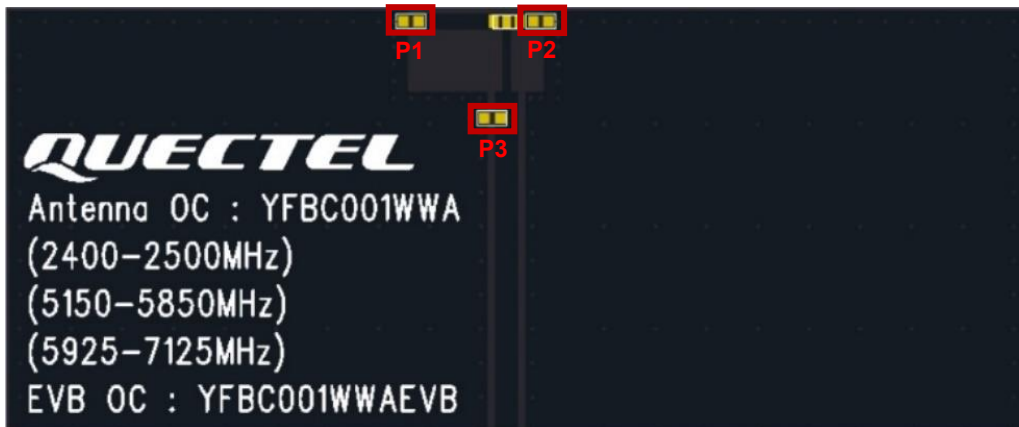 P1
P2
P3
QUECTEL
Antenna OC : YFBC001WWA
(2400-2500MHz)
(5150-5850MHz)
(5925-7125MHz)
EVB OC : YFBC001WWAEVB